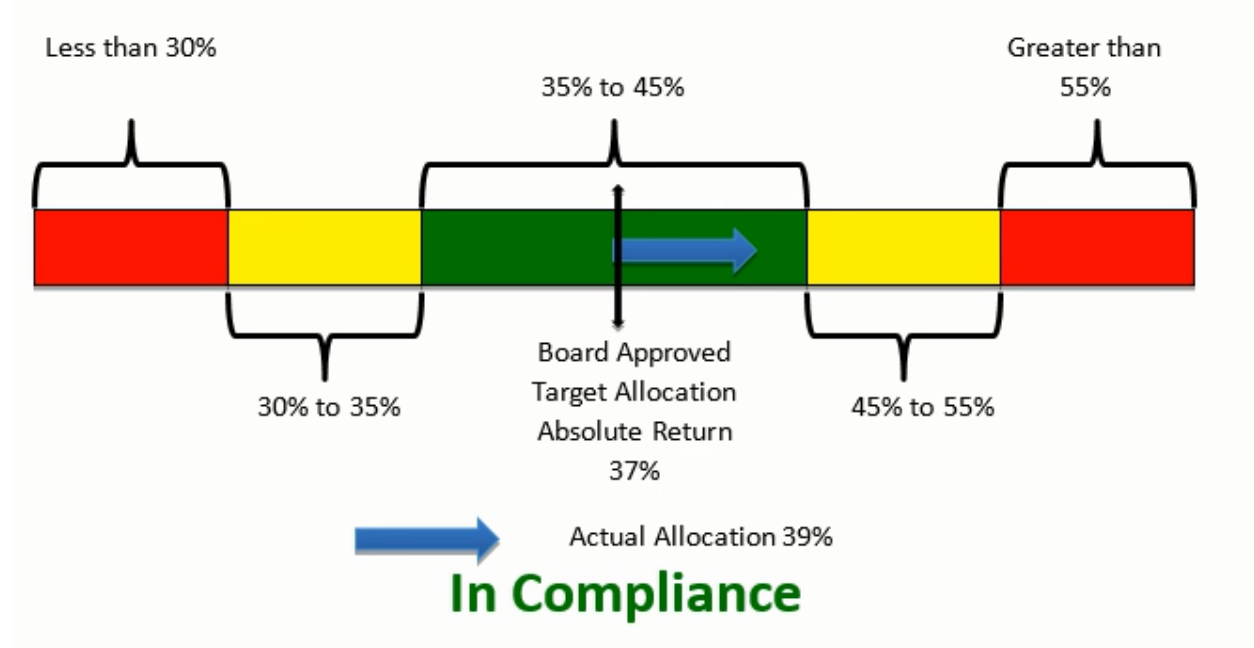 Less than 30%
35% to 45%
Greater than
55%
30% to 35%
Board Approved
Target Allocation
Absolute Return
37%
45% to 55%
Actual Allocation 39%
In Compliance